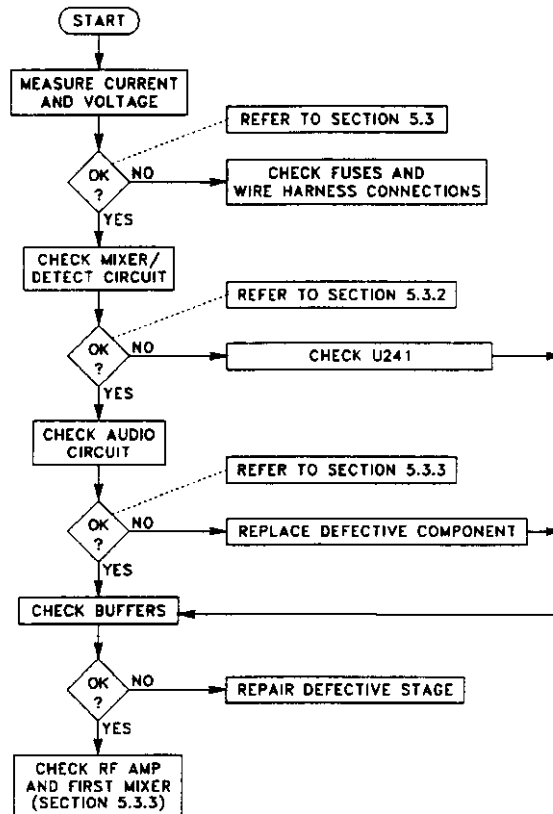 START
MEASURE CURRENT
AND VOLTAGE
REFER TO SECTION 5.3
OK
?
NO
CHECK FUSES AND
WIRE HARNESS CONNECTIONS
YES
CHECK MIXER/
DETECT CIRCUIT
REFER TO SECTION 5.3.2
OK
?
NO
CHECK U241
YES
CHECK AUDIO
CIRCUIT
REFER TO SECTION 5.3.3
OK
?
NO
REPLACE DEFECTIVE COMPONENT
YES
CHECK BUFFERS
OK
?
NO
REPAIR DEFECTIVE STAGE
YES
CHECK RF AMP
AND FIRST MIXER
(SECTION 5.3.3)